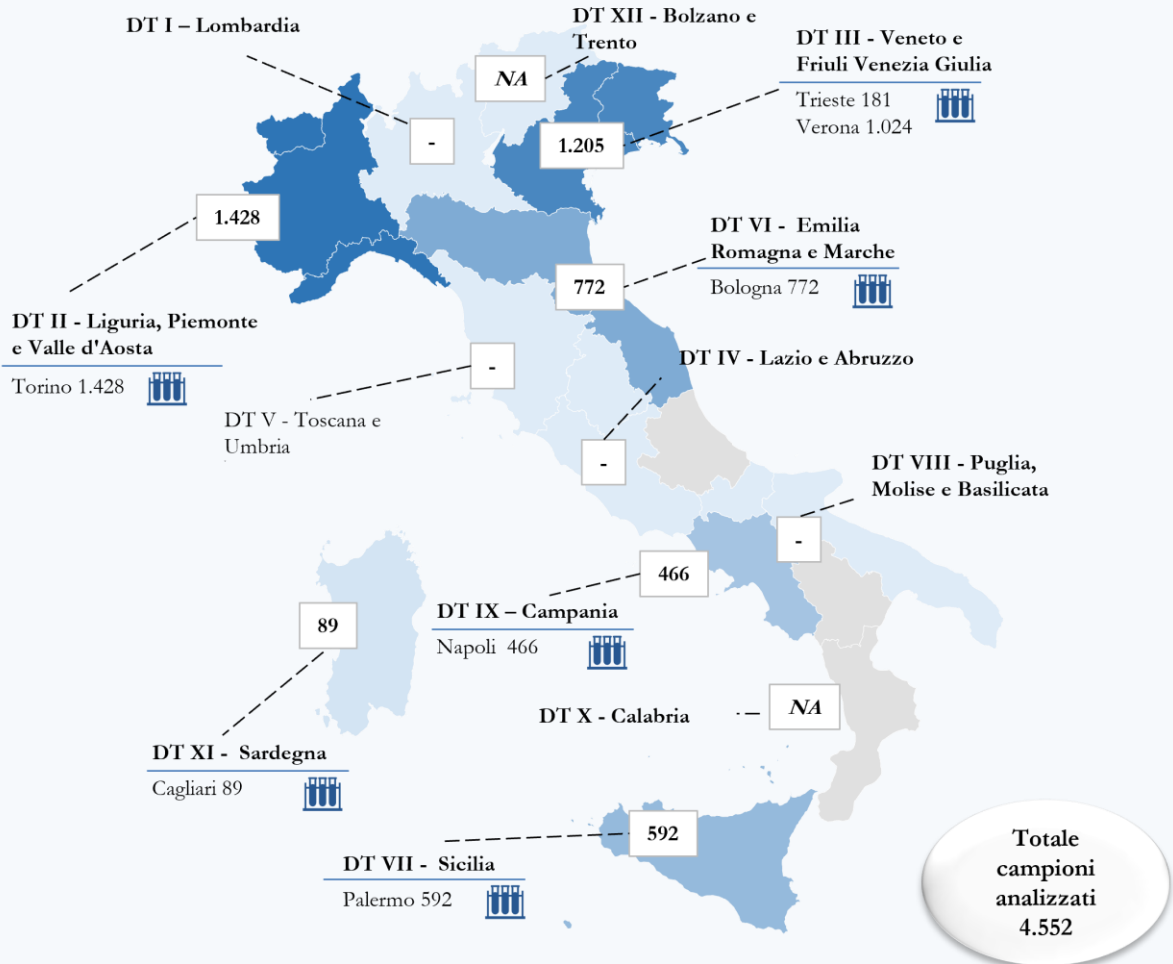 DT I – Lombardia
-
DT XII - Bolzano e
Trento
NA
DT III - Veneto e
Friuli Venezia Giulia
Trieste 181
Verona 1.024
1.205
1.428
DT II - Liguria, Piemonte
e Valle d'Aosta
Torino 1.428
DT VI - Emilia
Romagna e Marche
Bologna 772
772
DT V - Toscana e
Umbria
-
DT IV - Lazio e Abruzzo
-
DT VIII - Puglia,
Molise e Basilicata
-
466
DT IX – Campania
Napoli 466
89
DT XI - Sardegna
Cagliari 89
DT X - Calabria
NA
592
DT VII - Sicilia
Palermo 592
Totale
campioni
analizzati
4.552